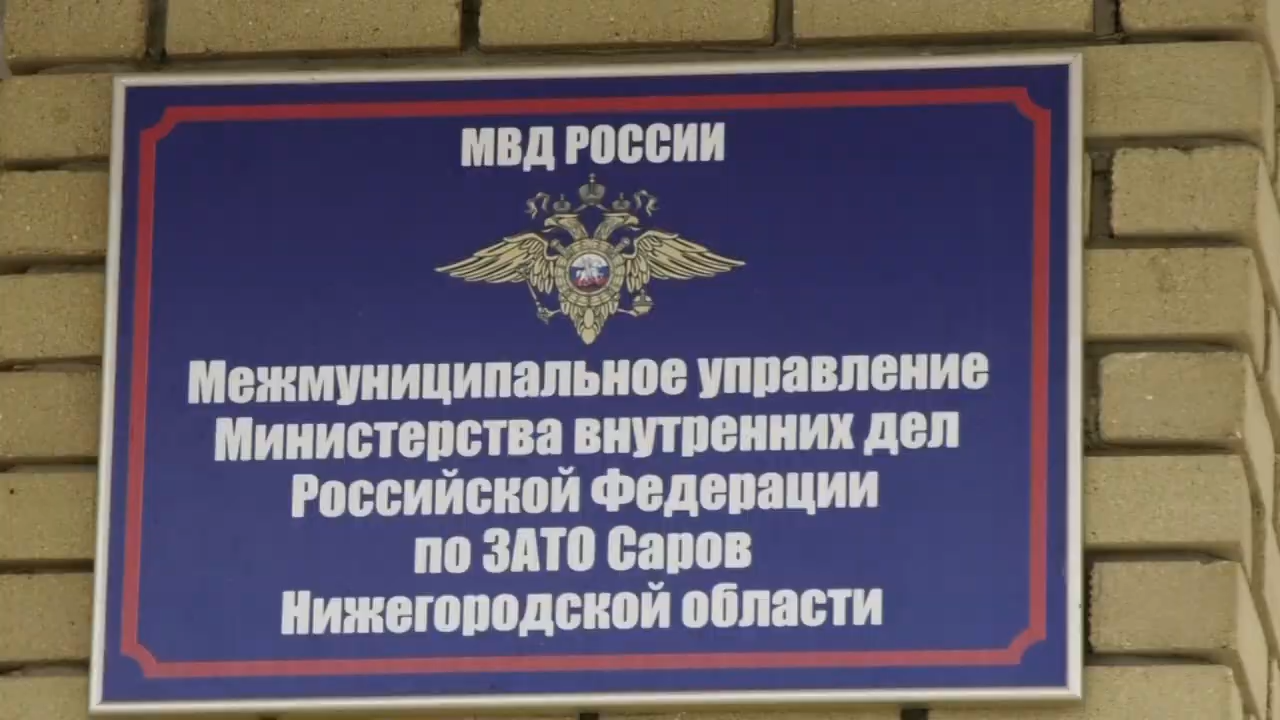 МВД РОССИИ
Межмуниципальное управление
Министерства внутренних дел
Российской Федерации
по ЗАТО Саров
Нижегородской области